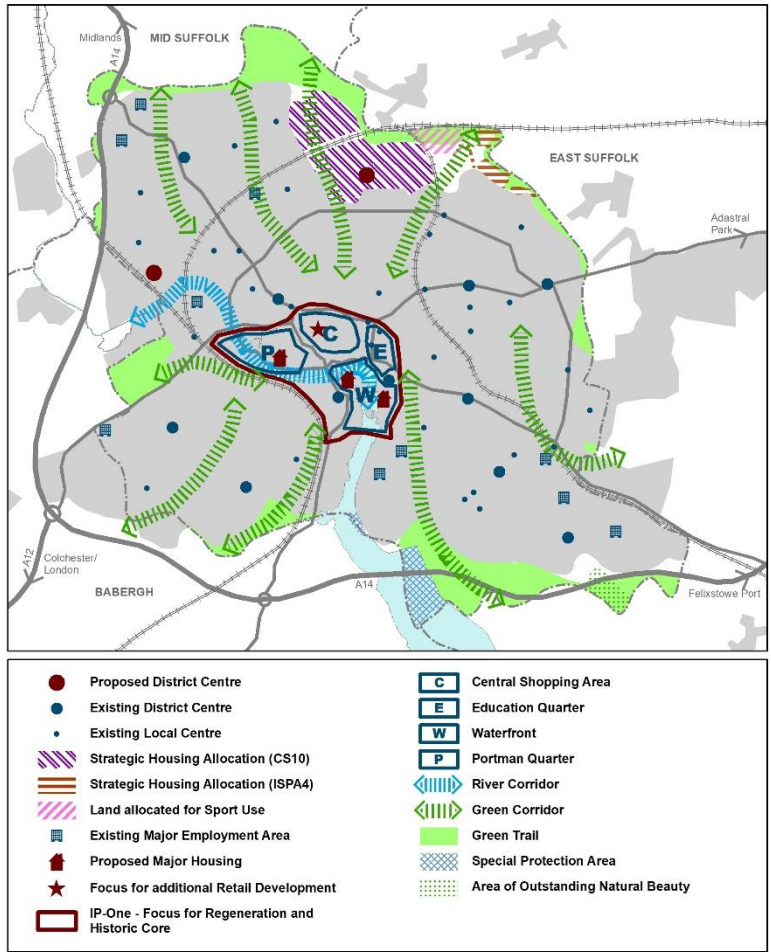 Midlands
MID SUFFOLK
A14
EAST SUFFOLK
Adastral
Park
C
E
P
W
A12
Colchester/
London
BABERGH
A14
Felixstowe Port
Proposed District Centre
Existing District Centre
Existing Local Centre
Strategic Housing Allocation (CS10)
Strategic Housing Allocation (ISPA4)
Land allocated for Sport Use
Existing Major Employment Area
Proposed Major Housing
Focus for additional Retail Development
IP-One - Focus for Regeneration and
Historic Core
C Central Shopping Area
E Education Quarter
W Waterfront
P Portman Quarter
River Corridor
Green Corridor
Green Trail
Special Protection Area
Area of Outstanding Natural Beauty